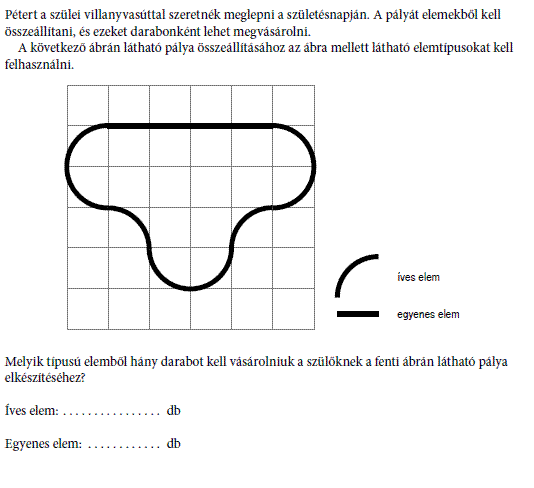 Pétert a szülei villanyvasúttal szeretnék meglepni a születésnapján. A pályát elemekből kell
összeállítani, és ezeket darabonként lehet megvásárolni.
A következő ábrán látható pálya összeállításához az ábra mellett látható elemtípusokat kell
felhasználni.
íves elem
egyenes elem
Melyik típusú elemből hány darabot kell vásárolniuk a szülőknek a fenti ábrán látható pálya
elkészítéséhez?
Íves elem: . . . . . . . . . . . . . . . . db
Egyenes elem: . . . . . . . . . . . . db